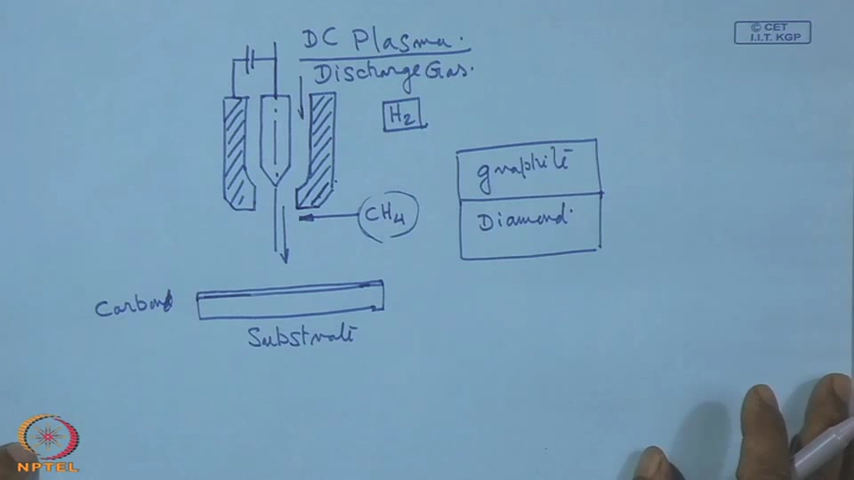 DC Plasma.
Discharge Gas.
H2
© CET
I.I.T. KGP
graphite
Diamond
CH4
Carbon
Substrate
NPTEL